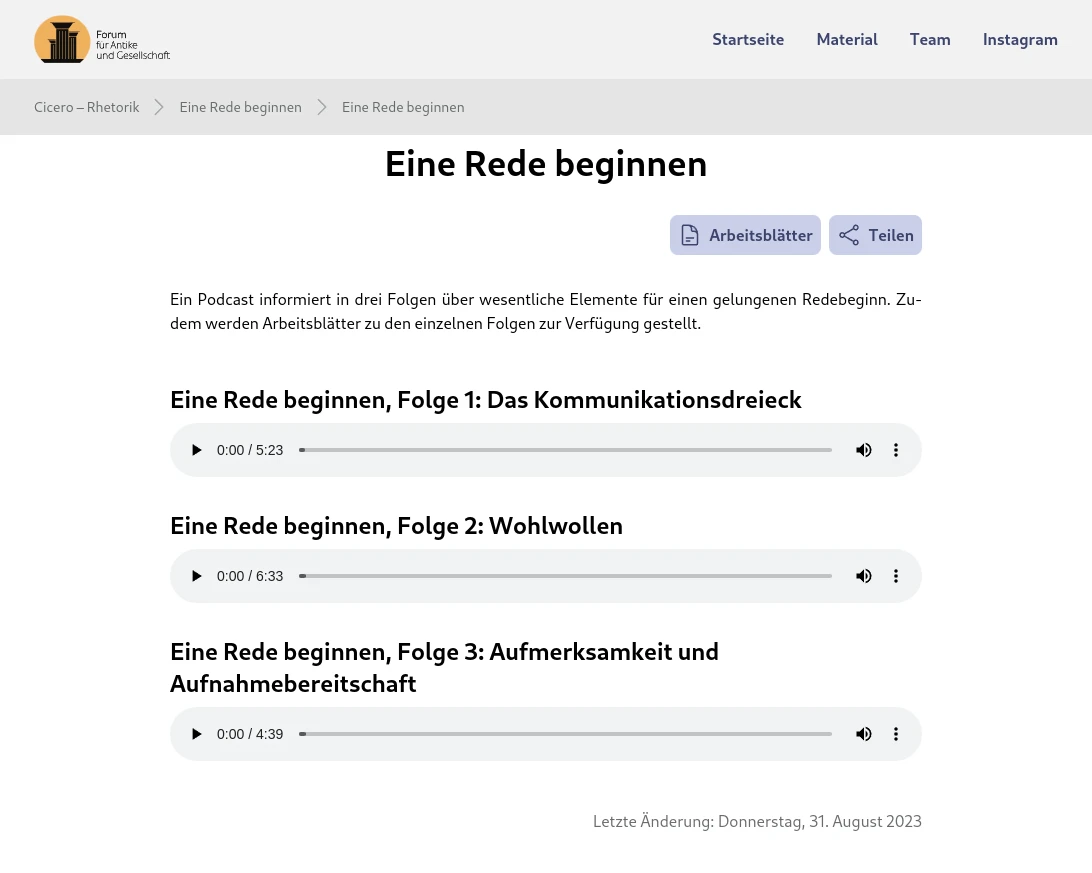 Forum
für Antike
und Gesellschaft
Startseite
Material
Team
Instagram
Cicero – Rhetorik
Eine Rede beginnen
Eine Rede beginnen
Eine Rede beginnen
Arbeitsblätter
Teilen
Ein Podcast informiert in drei Folgen über wesentliche Elemente für einen gelungenen Redebeginn. Zu-
dem werden Arbeitsblätter zu den einzelnen Folgen zur Verfügung gestellt.
Eine Rede beginnen, Folge 1: Das Kommunikationsdreieck
0:00 / 5:23
Eine Rede beginnen, Folge 2: Wohlwollen
0:00 / 6:33
Eine Rede beginnen, Folge 3: Aufmerksamkeit und
Aufnahmebereitschaft
0:00 / 4:39
Letzte Änderung: Donnerstag, 31. August 2023